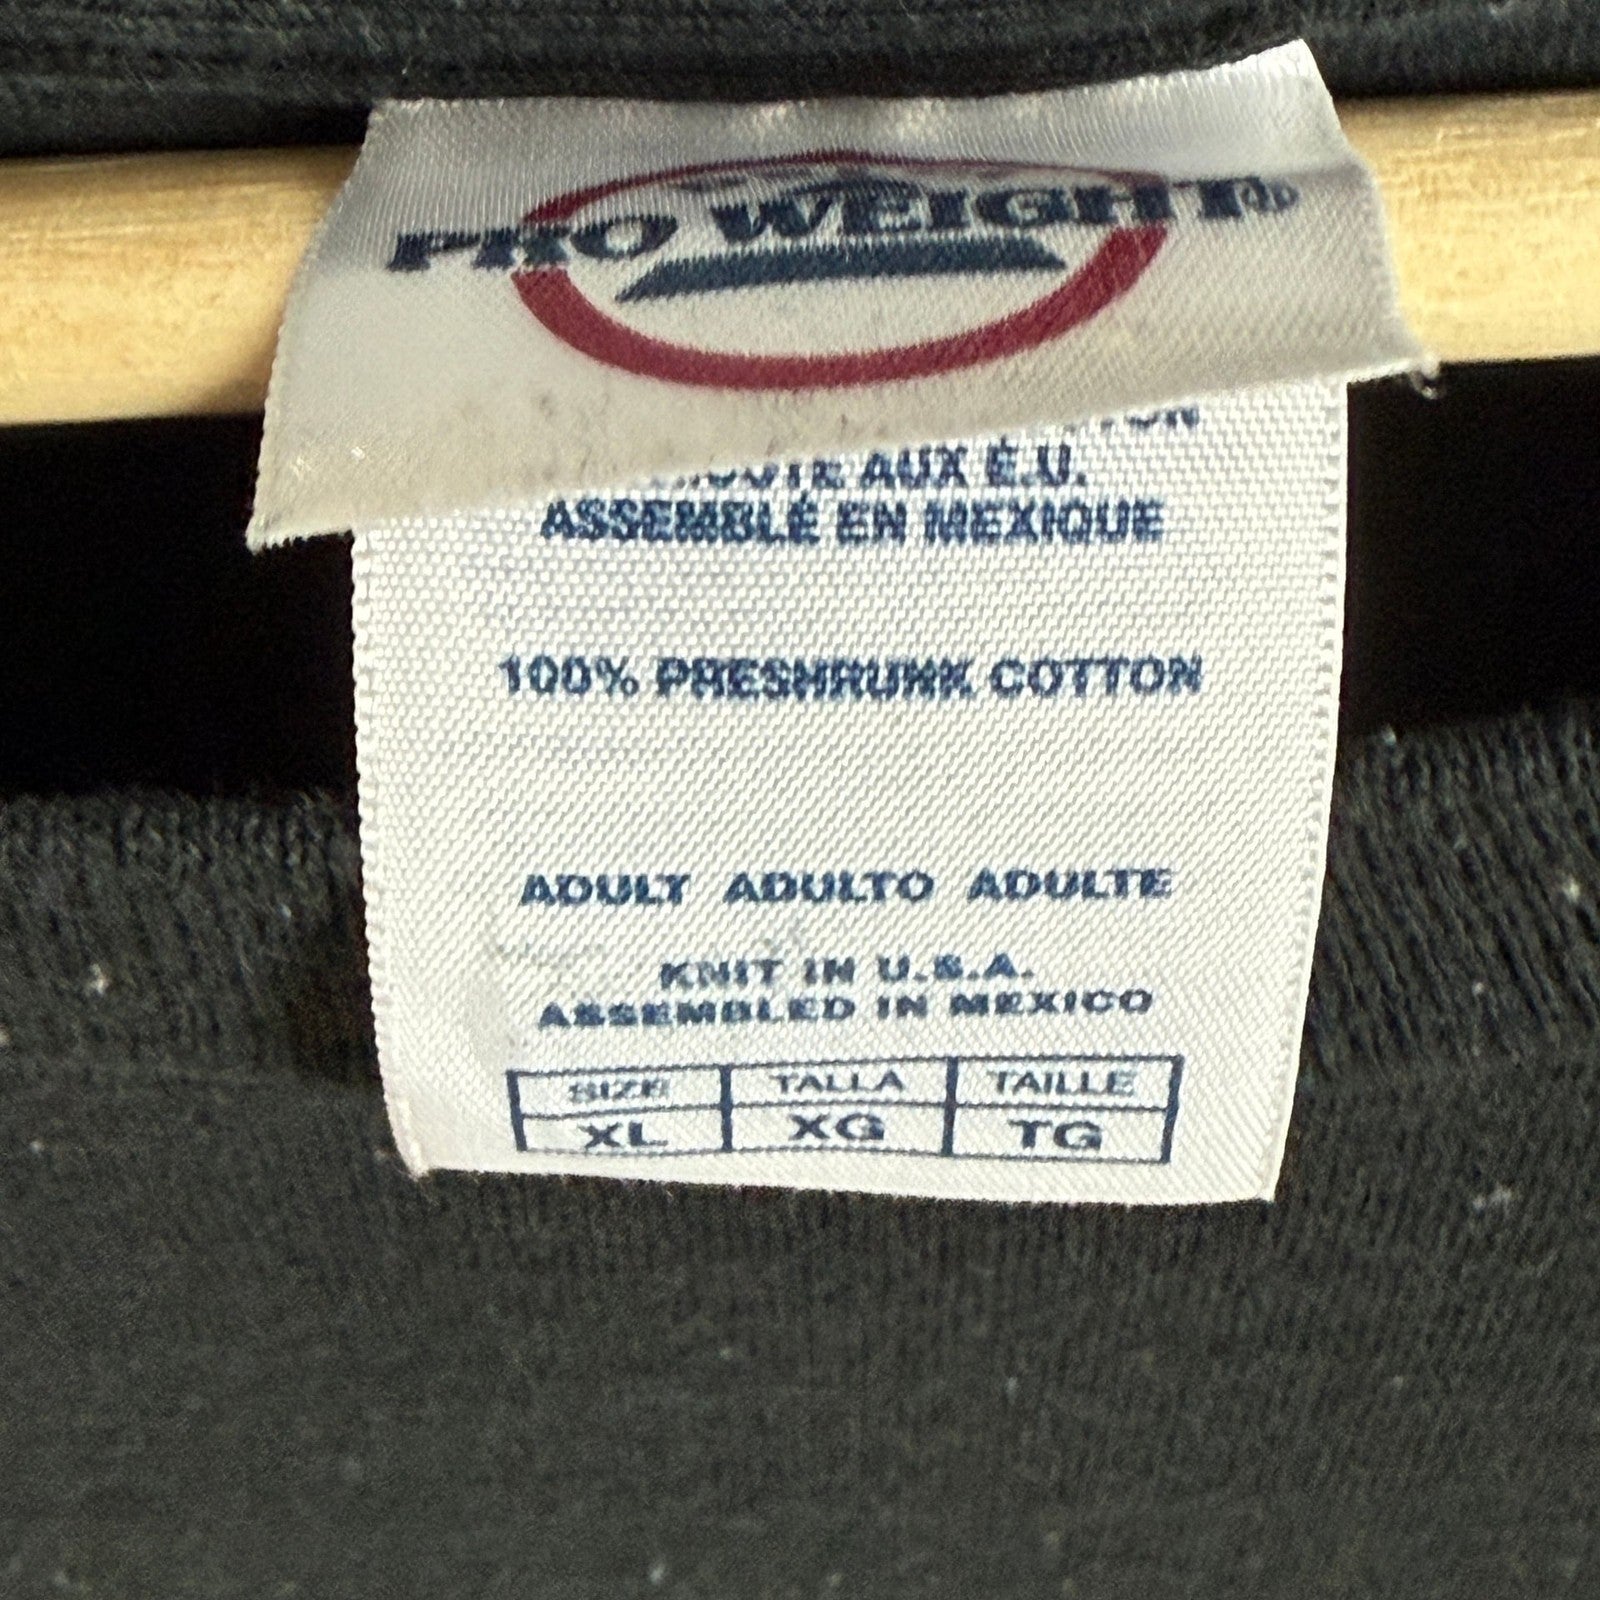 PRO WEIGHT®
AUX É.U.
ASSEMBLÉ EN MEXIQUE
100% PRESHRUNK COTTON
ADULT ADULTO ADULTE
KNIT IN U.S.A.
ASSEMBLED IN MEXICO
SIZE TALLA TAILLE
XL XG TG